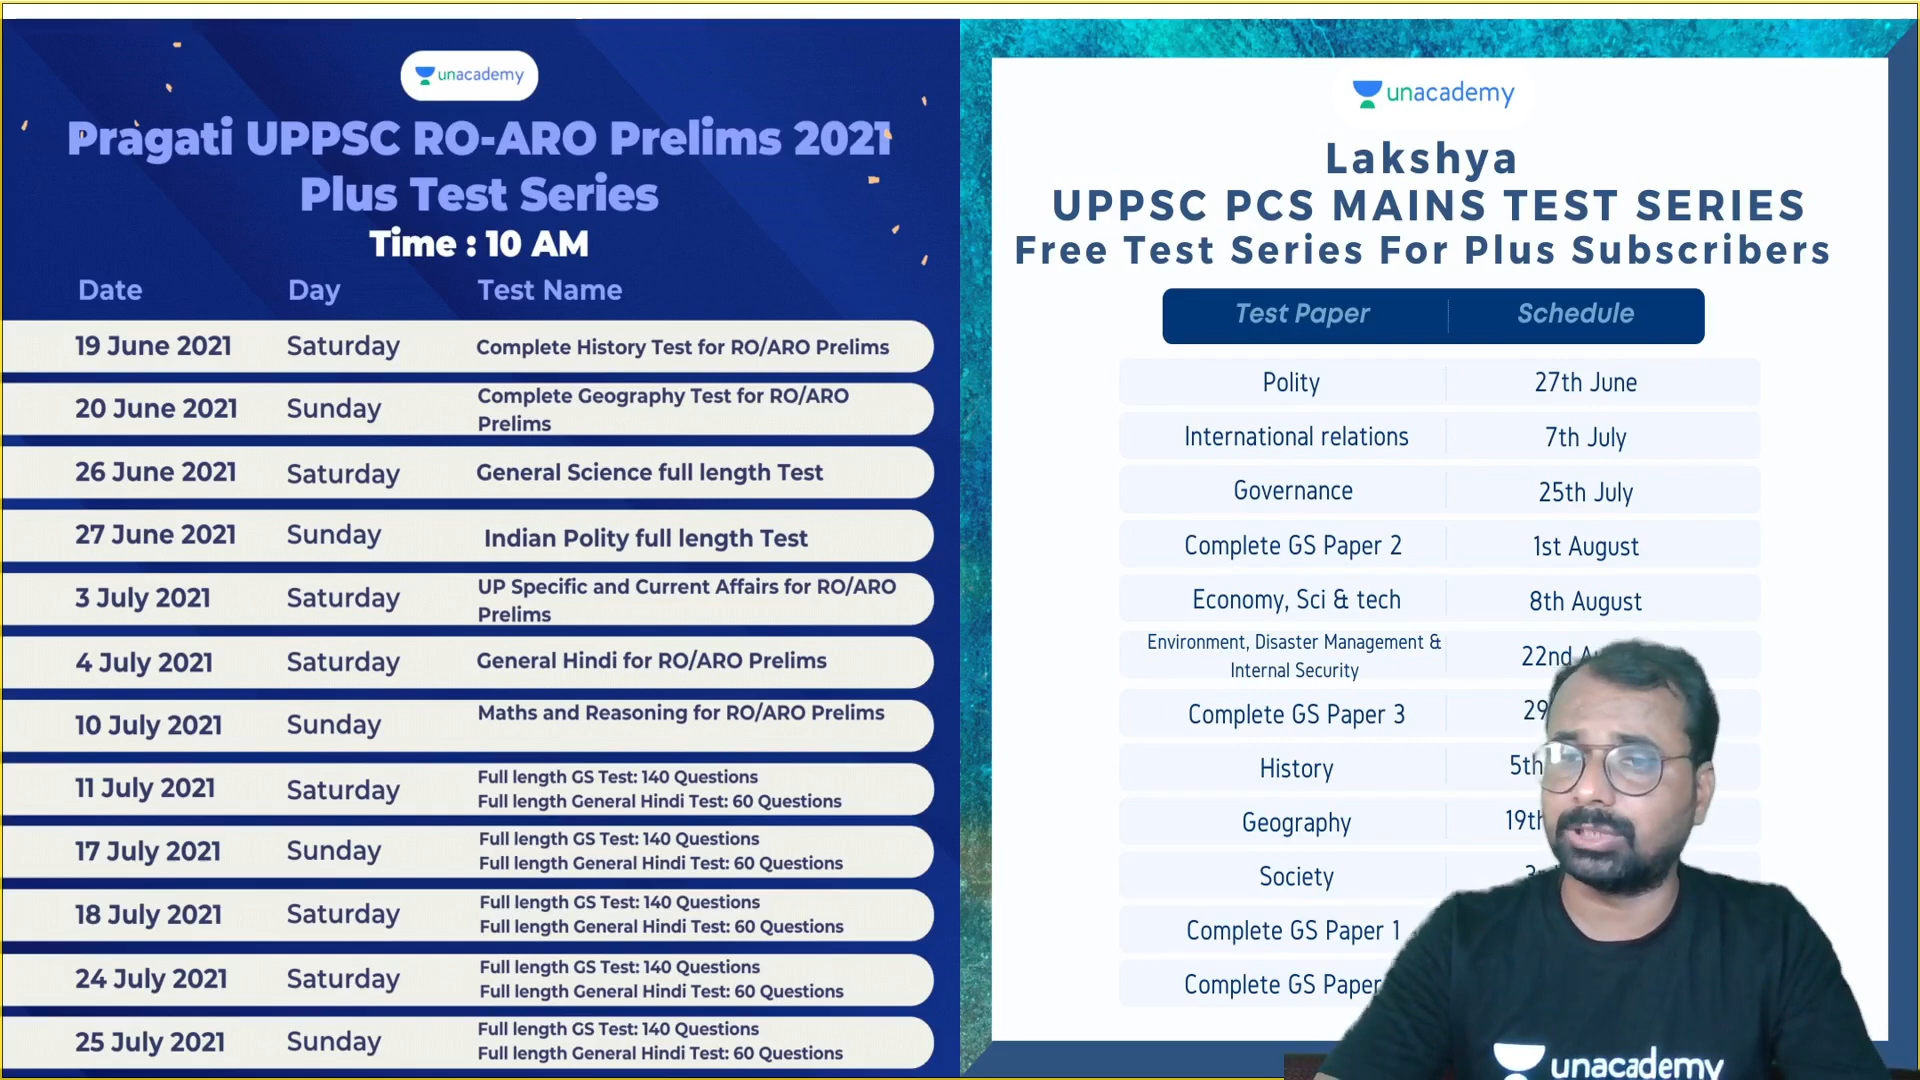 unacademy
Pragati UPPSC RO-ARO Prelims 2021
Plus Test Series
Time : 10 AM
Date Day Test Name
19 June 2021 Saturday Complete History Test for RO/ARO Prelims
20 June 2021 Sunday Complete Geography Test for RO/ARO
Prelims
26 June 2021 Saturday General Science full length Test
27 June 2021 Sunday Indian Polity full length Test
3 July 2021 Saturday UP Specific and Current Affairs for RO/ARO
Prelims
4 July 2021 Saturday General Hindi for RO/ARO Prelims
10 July 2021 Sunday Maths and Reasoning for RO/ARO Prelims
11 July 2021 Saturday Full length GS Test: 140 Questions
Full length General Hindi Test: 60 Questions
17 July 2021 Sunday Full length GS Test: 140 Questions
Full length General Hindi Test: 60 Questions
18 July 2021 Saturday Full length GS Test: 140 Questions
Full length General Hindi Test: 60 Questions
24 July 2021 Saturday Full length GS Test: 140 Questions
Full length General Hindi Test: 60 Questions
25 July 2021 Sunday Full length GS Test: 140 Questions
Full length General Hindi Test: 60 Questions
unacademy
Lakshya
UPPSC PCS MAINS TEST SERIES
Free Test Series For Plus Subscribers
Test Paper Schedule
Polity 27th June
International relations 7th July
Governance 25th July
Complete GS Paper 2 1st August
Economy, Sci & tech 8th August
Environment, Disaster Management &
Internal Security 22nd
Complete GS Paper 3 29
History 5th
Geography 19th
Society
Complete GS Paper 1
Complete GS Paper
unacademy